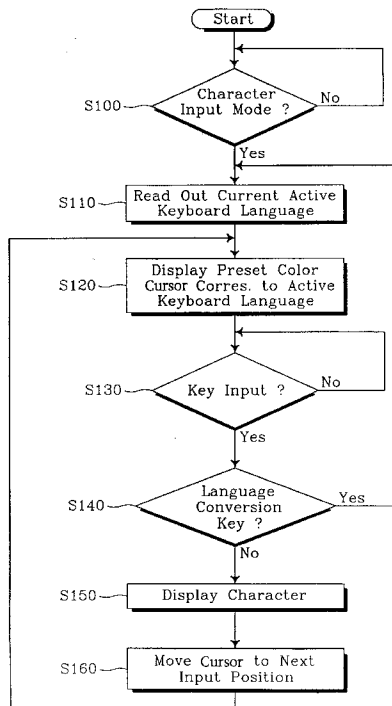 Start
S100
Character
Input Mode ?
No
Yes
S110
Read Out Current Active
Keyboard Language
S120
Display Preset Color
Cursor Corres. to Active
Keyboard Language
S130
Key Input ?
No
Yes
S140
Language
Conversion
Key ?
Yes
No
S150
Display Character
S160
Move Cursor to Next
Input Position